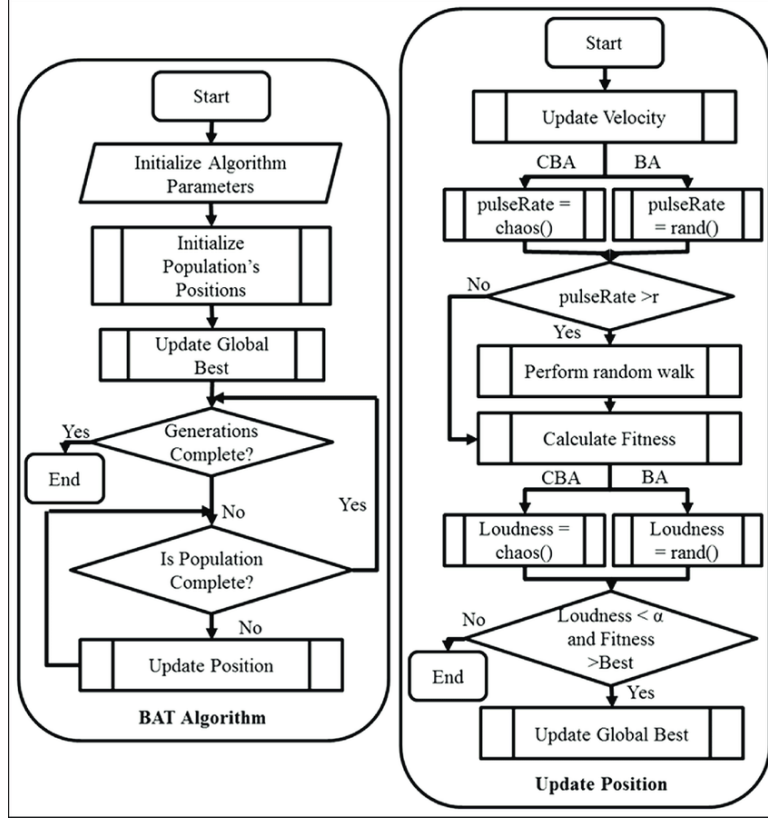 Start
Initialize Algorithm
Parameters
Initialize
Population's
Positions
Update Global
Best
Generations
Complete?
Yes
End
No
Yes
Is Population
Complete?
No
Update Position
BAT Algorithm
Start
Update Velocity
CBA
BA
pulseRate =
chaos()
pulseRate
= rand()
No
pulseRate >r
Yes
Perform random walk
Calculate Fitness
CBA
BA
Loudness =
chaos()
Loudness
= rand()
No
Loudness < α
and Fitness
>Best
End
Yes
Update Global Best
Update Position